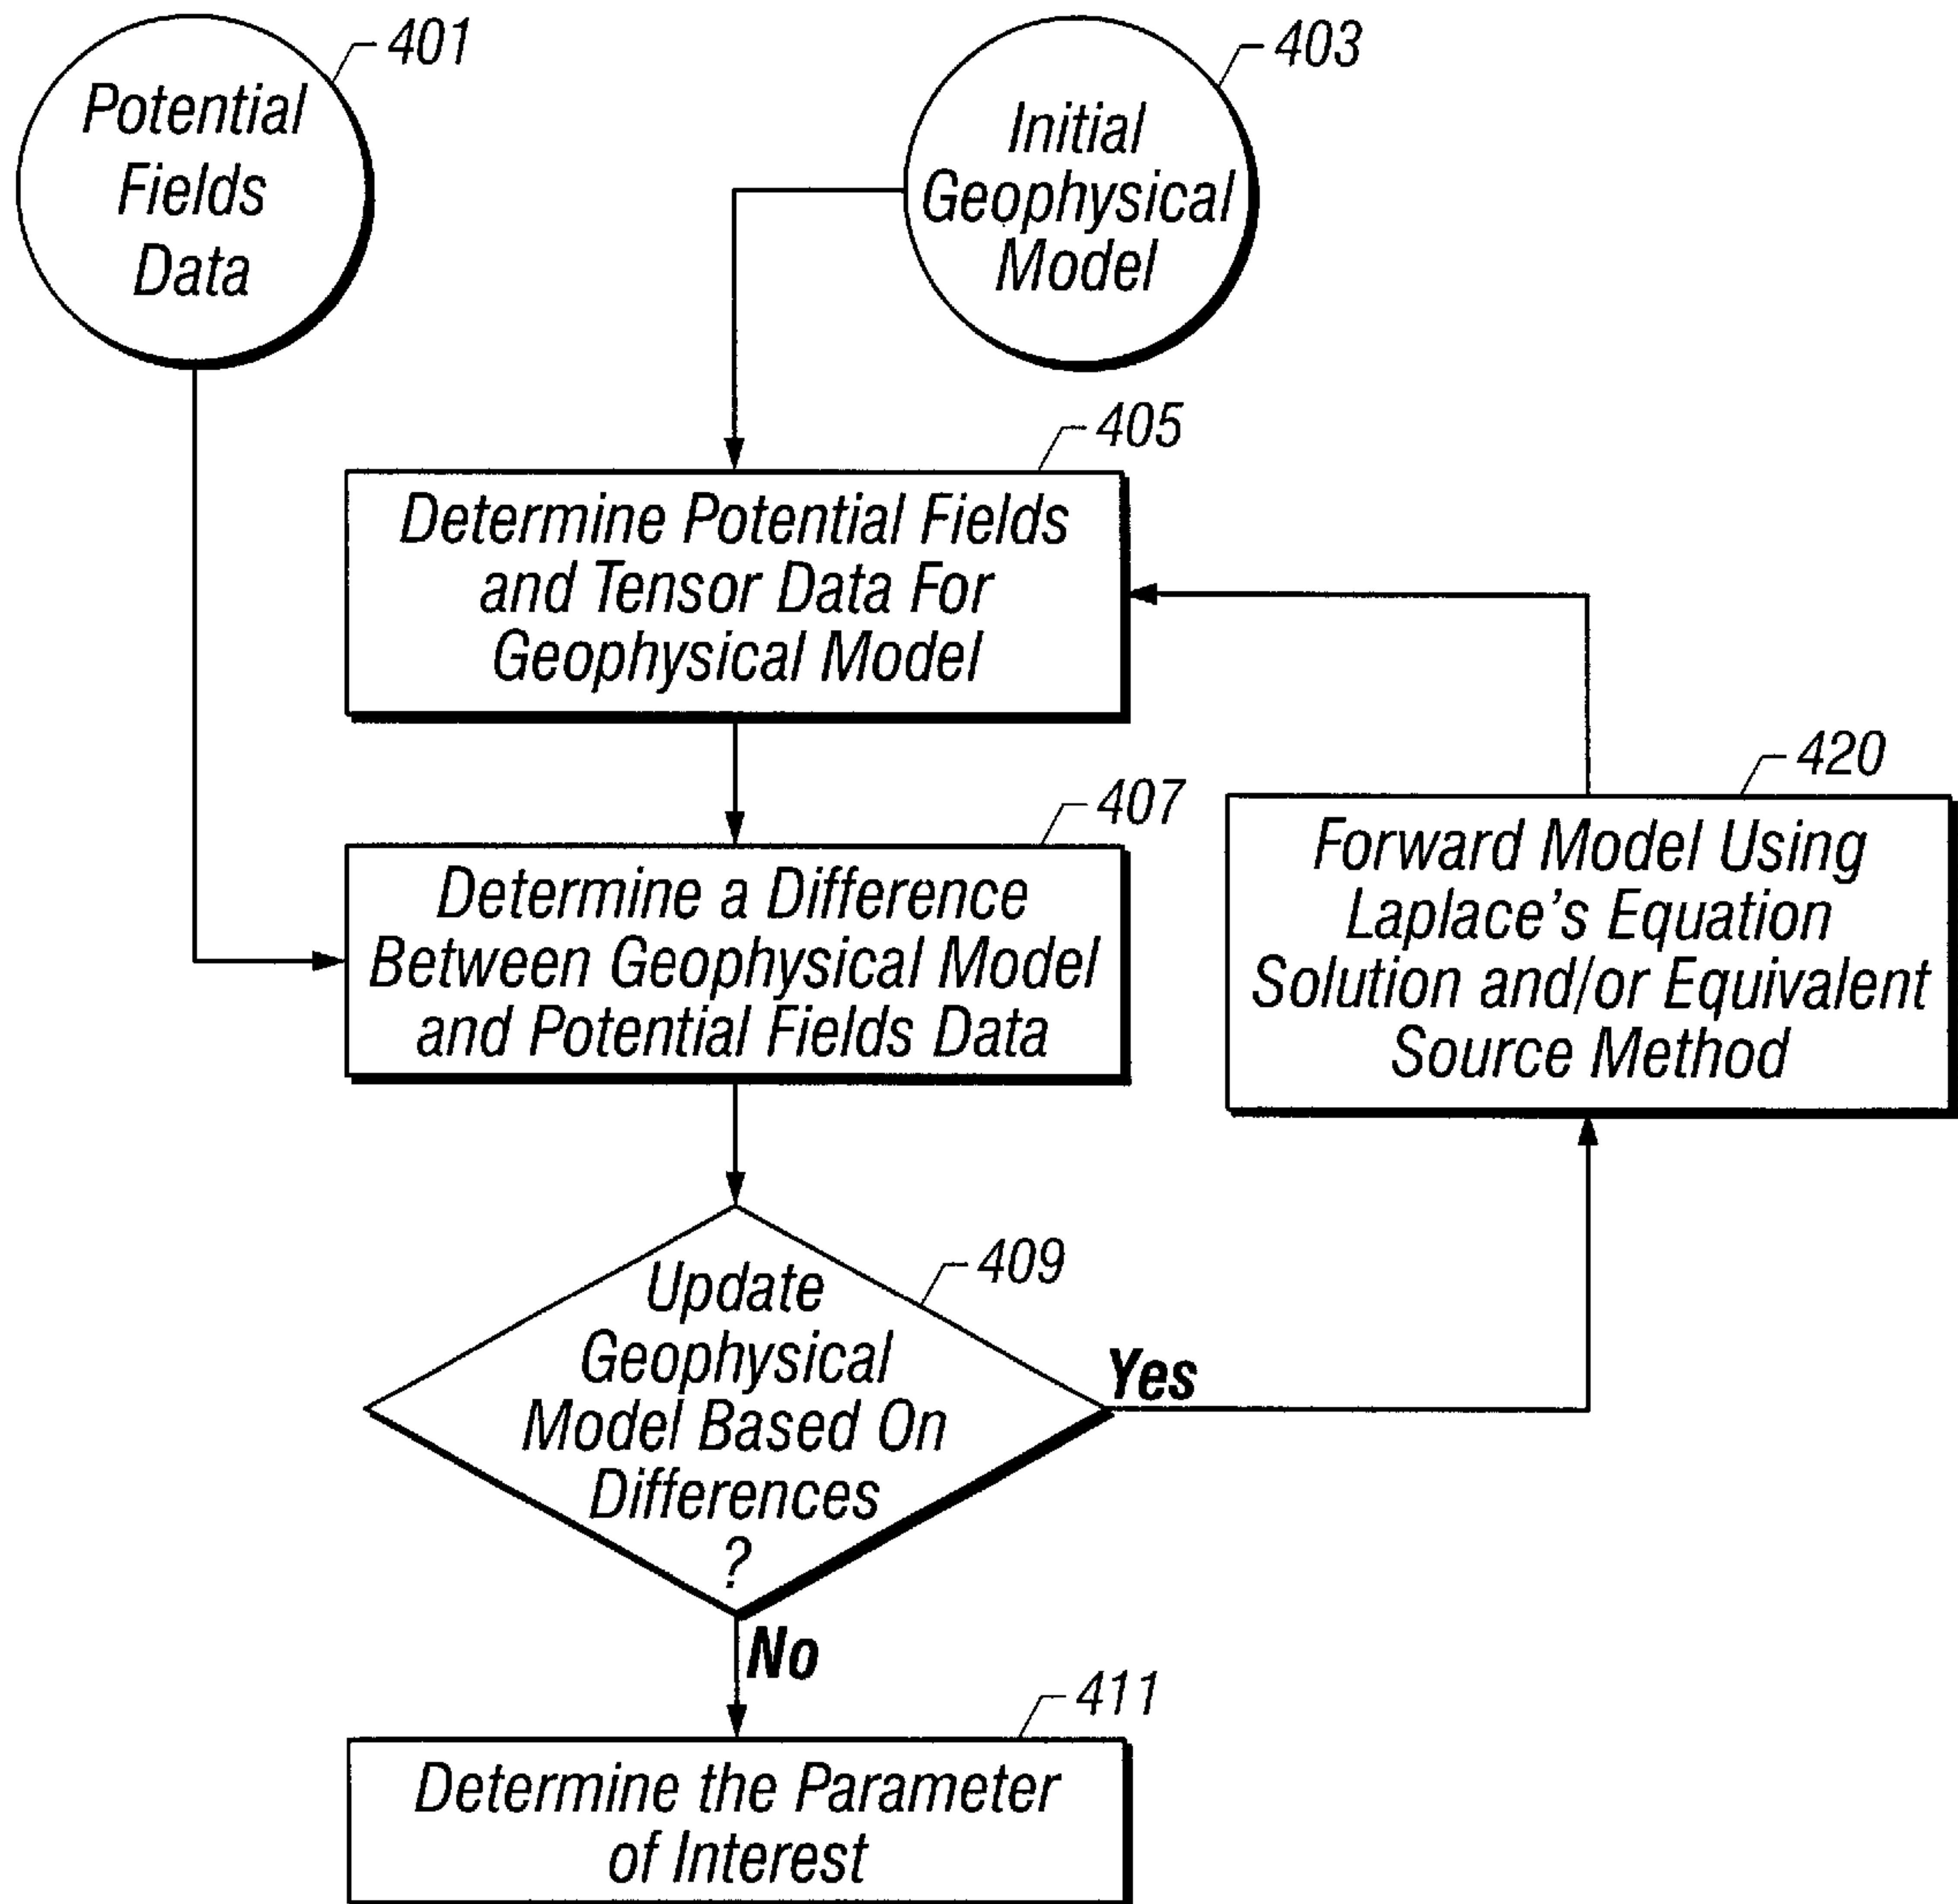 401
Potential
Fields
Data
403
Initial
Geophysical
Model
405
Determine Potential Fields
and Tensor Data For
Geophysical Model
407
Determine a Difference
Between Geophysical Model
and Potential Fields Data
420
Forward Model Using
Laplace's Equation
Solution and/or Equivalent
Source Method
409
Update
Geophysical
Model Based On
Differences
?
Yes
No
411
Determine the Parameter
of Interest